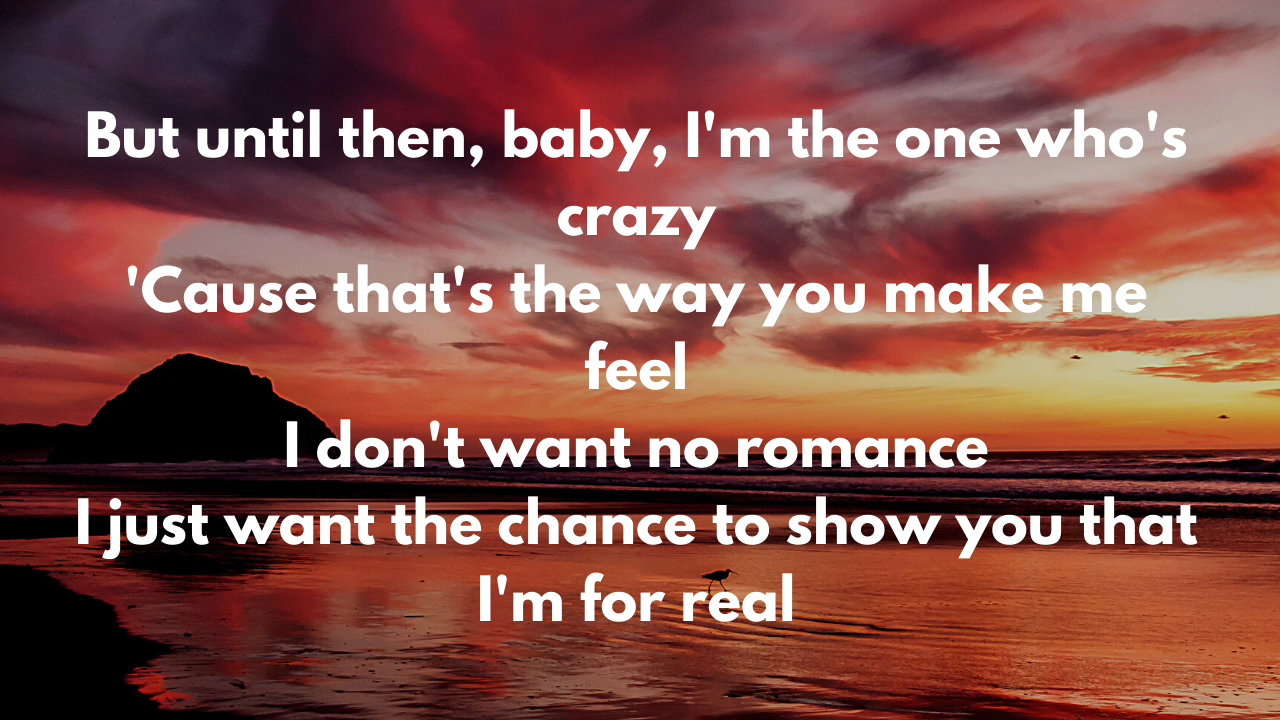 But until then, baby, I'm the one who's
crazy
'Cause that's the way you make me
feel
I don't want no romance
I just want the chance to show you that
I'm for real